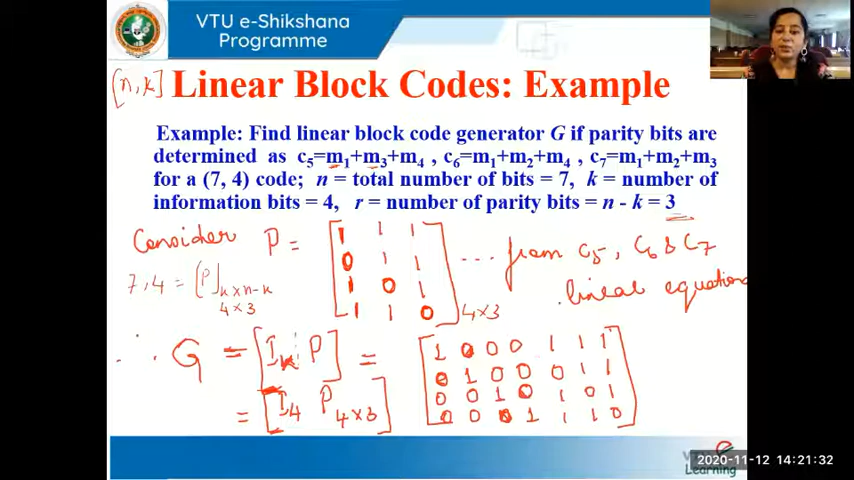 VTU e-Shikshana
Programme
[n, k] Linear Block Codes: Example
Example: Find linear block code generator G if parity bits are
determined as c5=m1+m3+m4 , c6=m1+m2+m4 , c7=m1+m2+m3
for a (7, 4) code; n = total number of bits = 7, k = number of
information bits = 4, r = number of parity bits = n - k = 3
Consider P = [1 1 1
0 1 1
1 0 1
1 1 0] 4×3 ... from C5, C6 & C7
linear equations
7,4 = [P] k×n-k
4×3
∴ G = [Ik P] = [1 0 0 0 1 1 1
0 1 0 0 0 1 1
0 0 1 0 1 0 1
0 0 0 1 1 1 0]
= [I4 P4×3]
Learning
2020-11-12 14:21:32